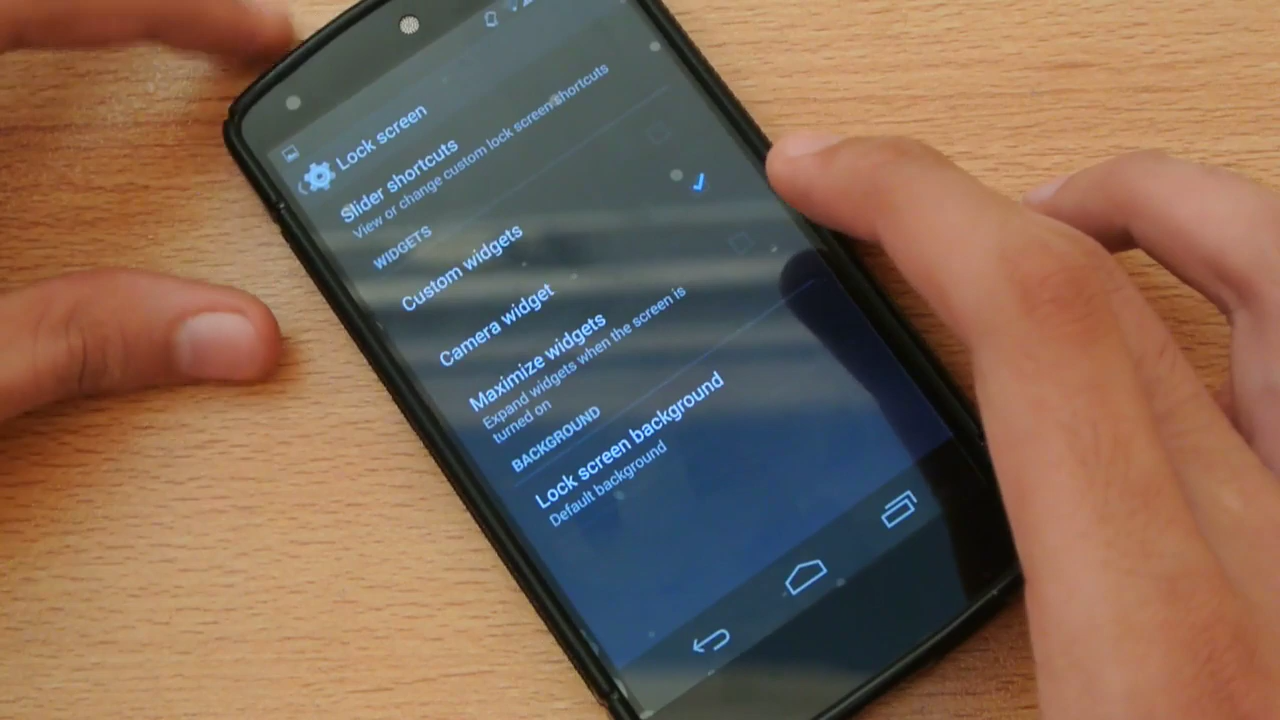 Lock screen
Slider shortcuts
View or change custom lock screen shortcuts
WIDGETS
Custom widgets
Camera widget
Maximize widgets
Expand widgets when the screen is
turned on
BACKGROUND
Lock screen background
Default background